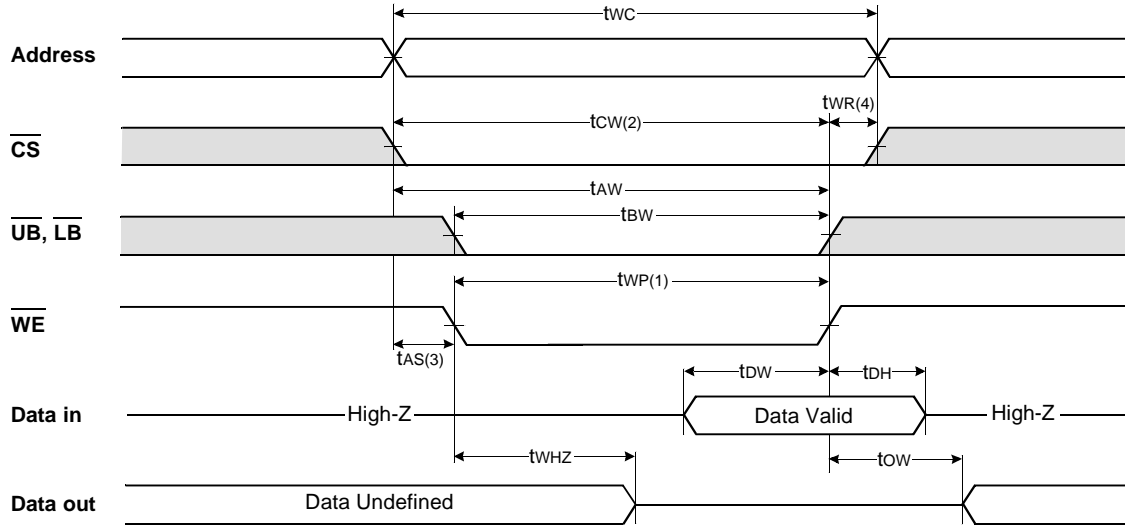 tWC
Address
tWR(4)
tCW(2)
CS
tAW
tBW
UB, LB
tWP(1)
WE
tAS(3)
tDW tDH
Data in High-Z Data Valid High-Z
tWHZ tOW
Data out Data Undefined